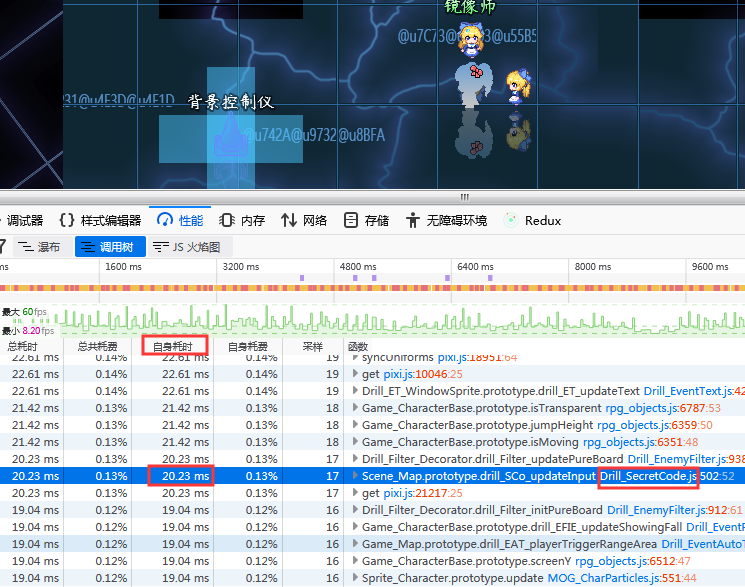 镜像师
背景控制仪
@u742A@u9732@u8BFA
调试器 样式编辑器 性能 内存 网络 存储 无障碍环境 Redux
瀑布 调用树 JS 火焰图
ms 1600 ms 3200 ms 4800 ms 6400 ms 8000 ms 9600 ms
最大 60 fps
最小 8.20 fps
总耗时 总共耗费 自身耗时 自身耗费 采样 函数
22.61 ms 0.14% 22.61 ms 0.14% 19 syncUniforms pixi.js:18951:64
22.61 ms 0.14% 22.61 ms 0.14% 19 get pixi.js:10046:25
22.61 ms 0.14% 22.61 ms 0.14% 19 Drill_ET_WindowSprite.prototype.drill_ET_updateText Drill_EventText.js:42
21.42 ms 0.13% 21.42 ms 0.13% 18 Game_CharacterBase.prototype.isTransparent rpg_objects.js:6787:53
21.42 ms 0.13% 21.42 ms 0.13% 18 Game_CharacterBase.prototype.jumpHeight rpg_objects.js:6359:50
21.42 ms 0.13% 21.42 ms 0.13% 18 Game_CharacterBase.prototype.isMoving rpg_objects.js:6351:48
20.23 ms 0.13% 20.23 ms 0.13% 17 Drill_Filter_Decorator.drill_Filter_updatePureBoard Drill_EnemyFilter.js:938
20.23 ms 0.13% 20.23 ms 0.13% 17 Scene_Map.prototype.drill_SCo_updateInput Drill_SecretCode.js:502:52
20.23 ms 0.13% 20.23 ms 0.13% 17 get pixi.js:21217:25
19.04 ms 0.12% 19.04 ms 0.12% 16 Drill_Filter_Decorator.drill_Filter_initPureBoard Drill_EnemyFilter.js:912:61
19.04 ms 0.12% 19.04 ms 0.12% 16 Game_CharacterBase.prototype.drill_EFIE_updateShowingFall Drill_EventF
19.04 ms 0.12% 19.04 ms 0.12% 16 Game_Map.prototype.drill_EAT_playerTriggerRangeArea Drill_EventAutoT
19.04 ms 0.12% 19.04 ms 0.12% 16 Game_CharacterBase.prototype.screenY rpg_objects.js:6512:47
19.04 ms 0.12% 19.04 ms 0.12% 16 Sprite_Character.prototype.update MOG_CharParticles.js:551:44